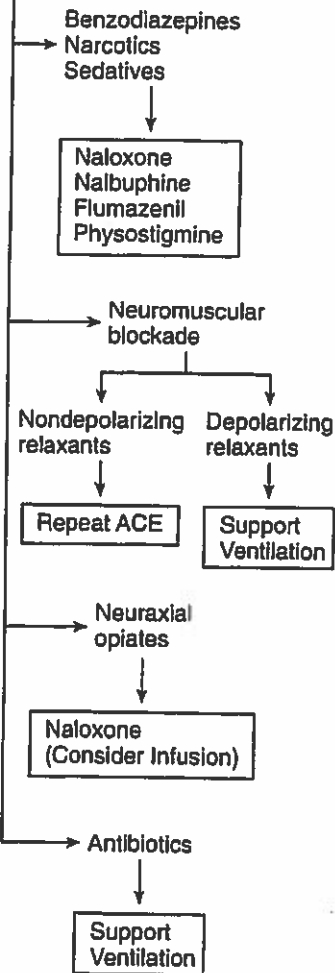 Benzodiazepines
Narcotics
Sedatives
Naloxone
Nalbuphine
Flumazenil
Physostigmine
Neuromuscular
blockade
Nondepolarizing
relaxants
Depolarizing
relaxants
Repeat ACE
Support
Ventilation
Neuraxial
opiates
Naloxone
(Consider Infusion)
Antibiotics
Support
Ventilation